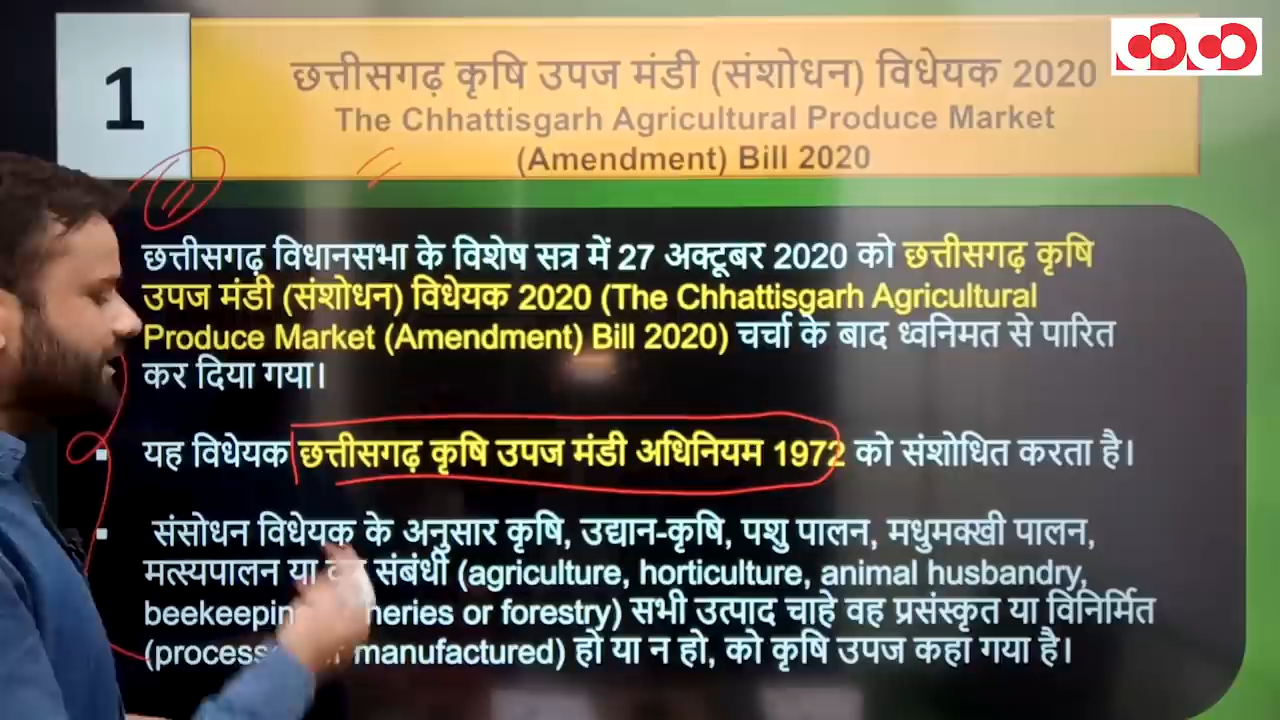 1
छत्तीसगढ़ कृषि उपज मंडी (संशोधन) विधेयक 2020
The Chhattisgarh Agricultural Produce Market
(Amendment) Bill 2020
छत्तीसगढ़ विधानसभा के विशेष सत्र में 27 अक्टूबर 2020 को छत्तीसगढ़ कृषि
उपज मंडी (संशोधन) विधेयक 2020 (The Chhattisgarh Agricultural
Produce Market (Amendment) Bill 2020) चर्चा के बाद ध्वनिमत से पारित
कर दिया गया।
यह विधेयक छत्तीसगढ़ कृषि उपज मंडी अधिनियम 1972 को संशोधित करता है।
संसोधन विधेयक के अनुसार कृषि, उद्यान-कृषि, पशु पालन, मधुमक्खी पालन,
मत्स्यपालन या संबंधी (agriculture, horticulture, animal husbandry,
or forestry) सभी उत्पाद चाहे वह प्रसंस्कृत या विनिर्मित
manufactured) हो या न हो, को कृषि उपज कहा गया है।